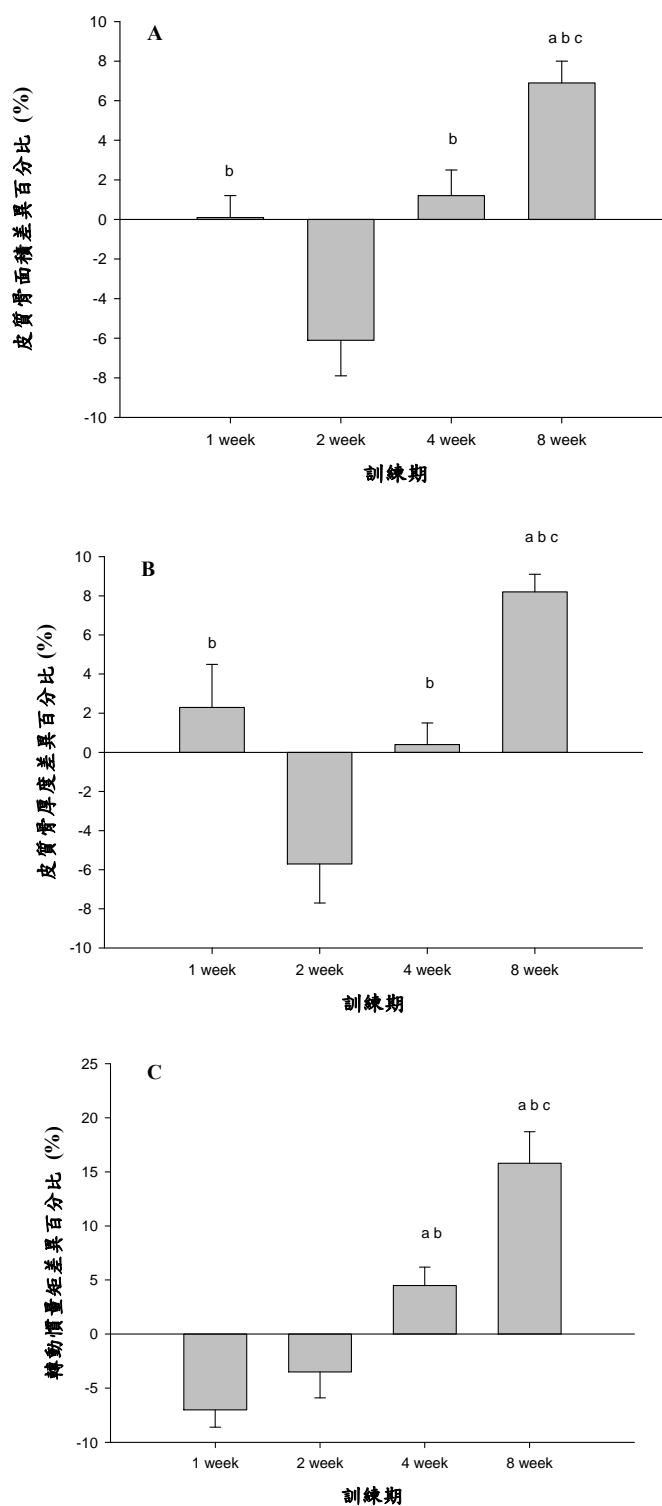 A
皮質骨面積差異百分比 (%)
10
8
6
4
2
0
-2
-4
-6
-8
-10
b
b
a b c
1 week
2 week
4 week
8 week
訓練期
B
皮質骨厚度差異百分比 (%)
10
8
6
4
2
0
-2
-4
-6
-8
-10
b
b
a b c
1 week
2 week
4 week
8 week
訓練期
C
轉動慣量矩差異百分比 (%)
25
20
15
10
5
0
-5
-10
a b
a b c
1 week
2 week
4 week
8 week
訓練期